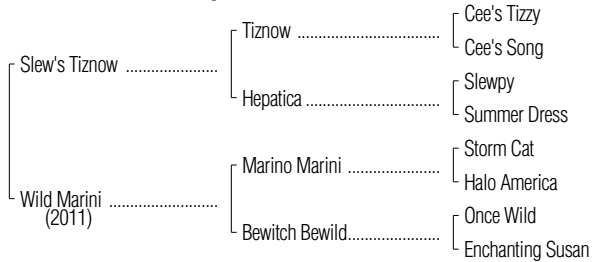 Cee's Tizzy
Tiznow
Cee's Song
Slew's Tiznow
Slewpy
Hepatica
Summer Dress
Storm Cat
Marino Marini
Halo America
Wild Marini
(2011)
Once Wild
Bewitch Bewild
Enchanting Susan